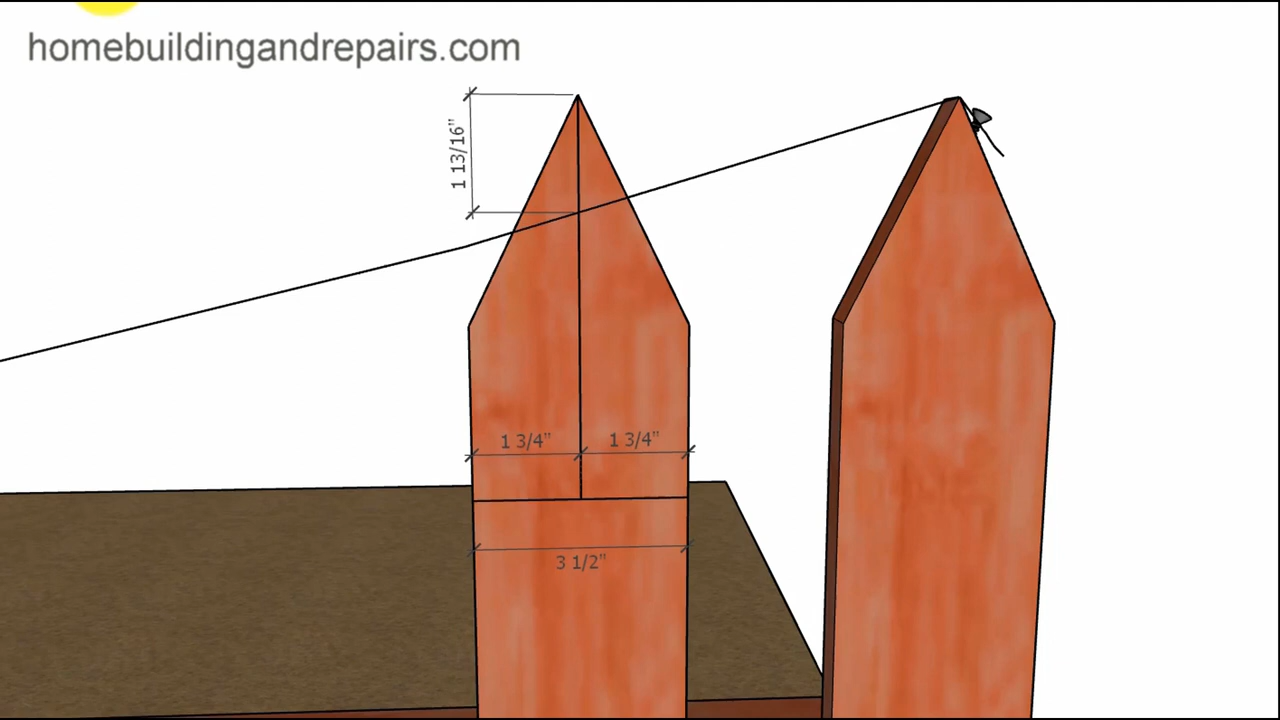 homebuildingandrepairs.com
1 13/16"
1 3/4" 1 3/4"
3 1/2"